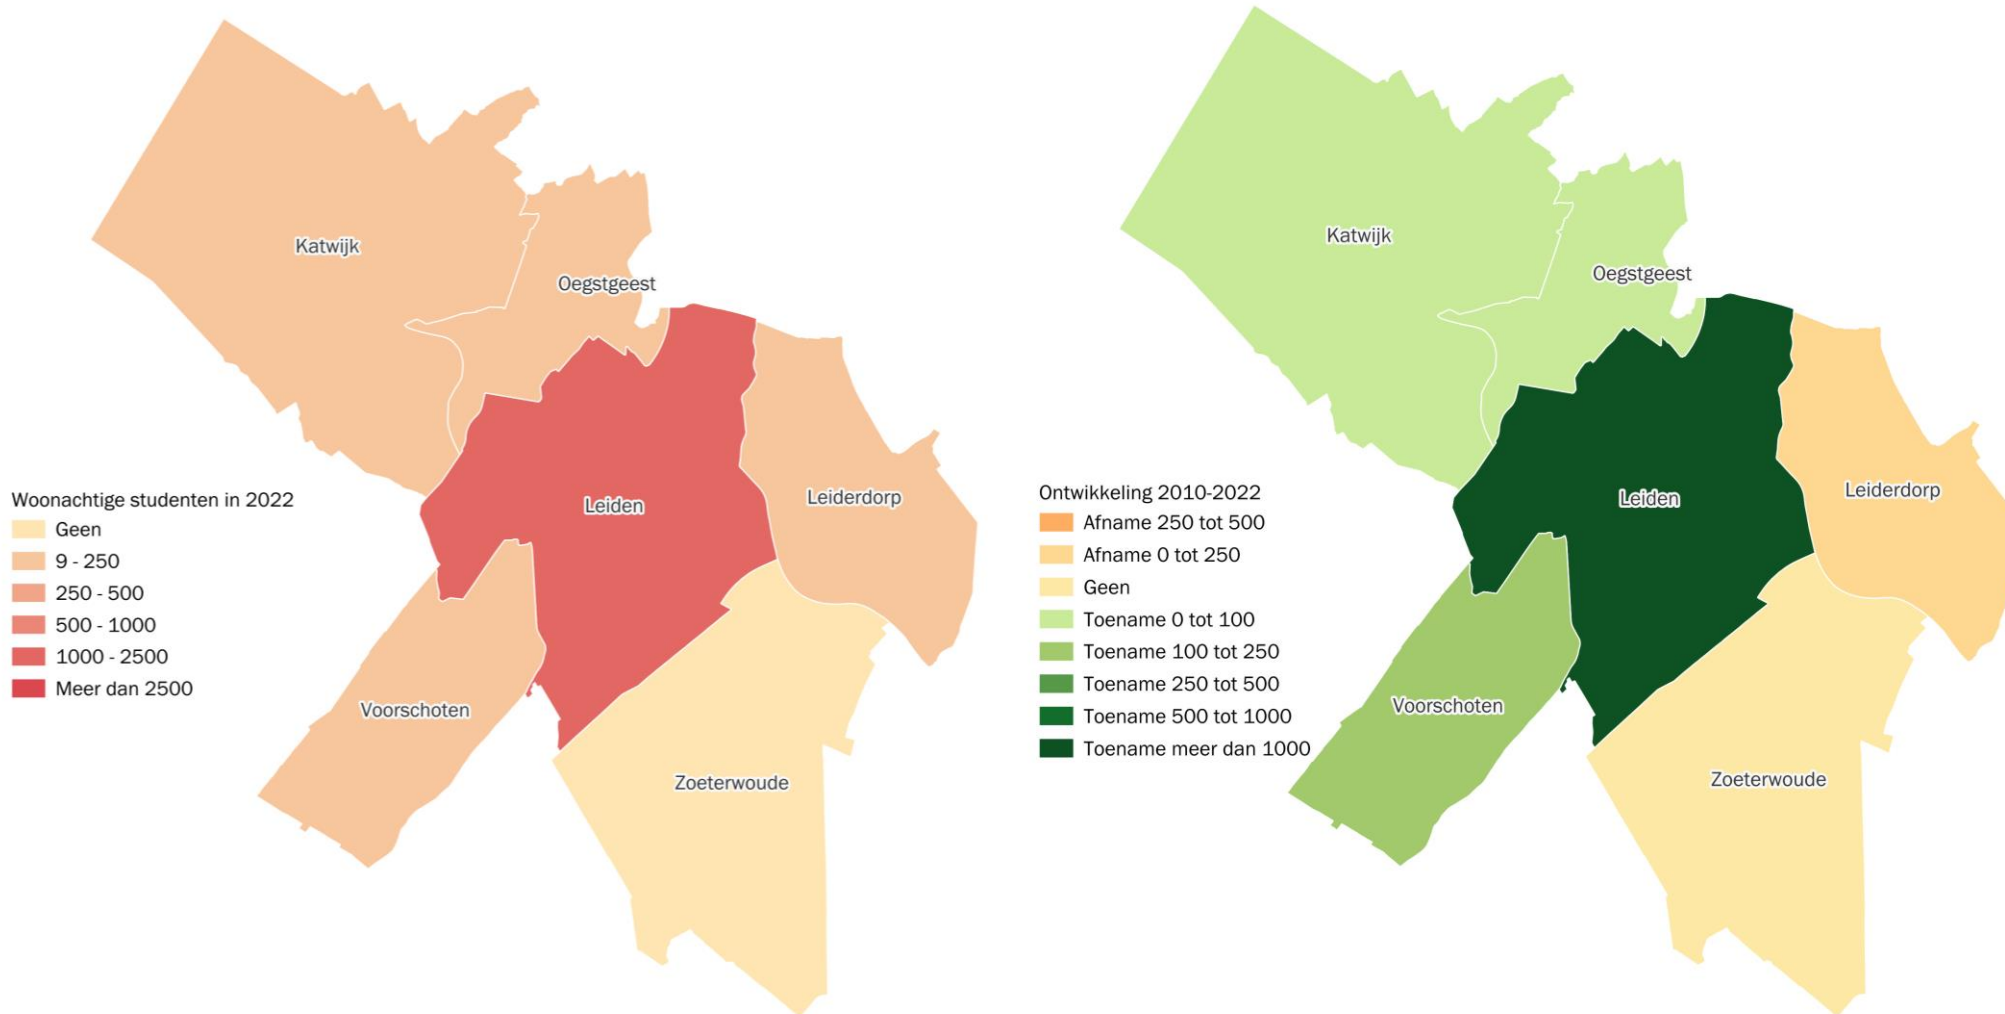 Katwijk
Oegstgeest
Leiden
Leiderdorp
Voorschoten
Zoeterwoude
Woonachtige studenten in 2022
Geen
9 - 250
250 - 500
500 - 1000
1000 - 2500
Meer dan 2500
Katwijk
Oegstgeest
Leiden
Leiderdorp
Voorschoten
Zoeterwoude
Ontwikkeling 2010-2022
Afname 250 tot 500
Afname 0 tot 250
Geen
Toename 0 tot 100
Toename 100 tot 250
Toename 250 tot 500
Toename 500 tot 1000
Toename meer dan 1000